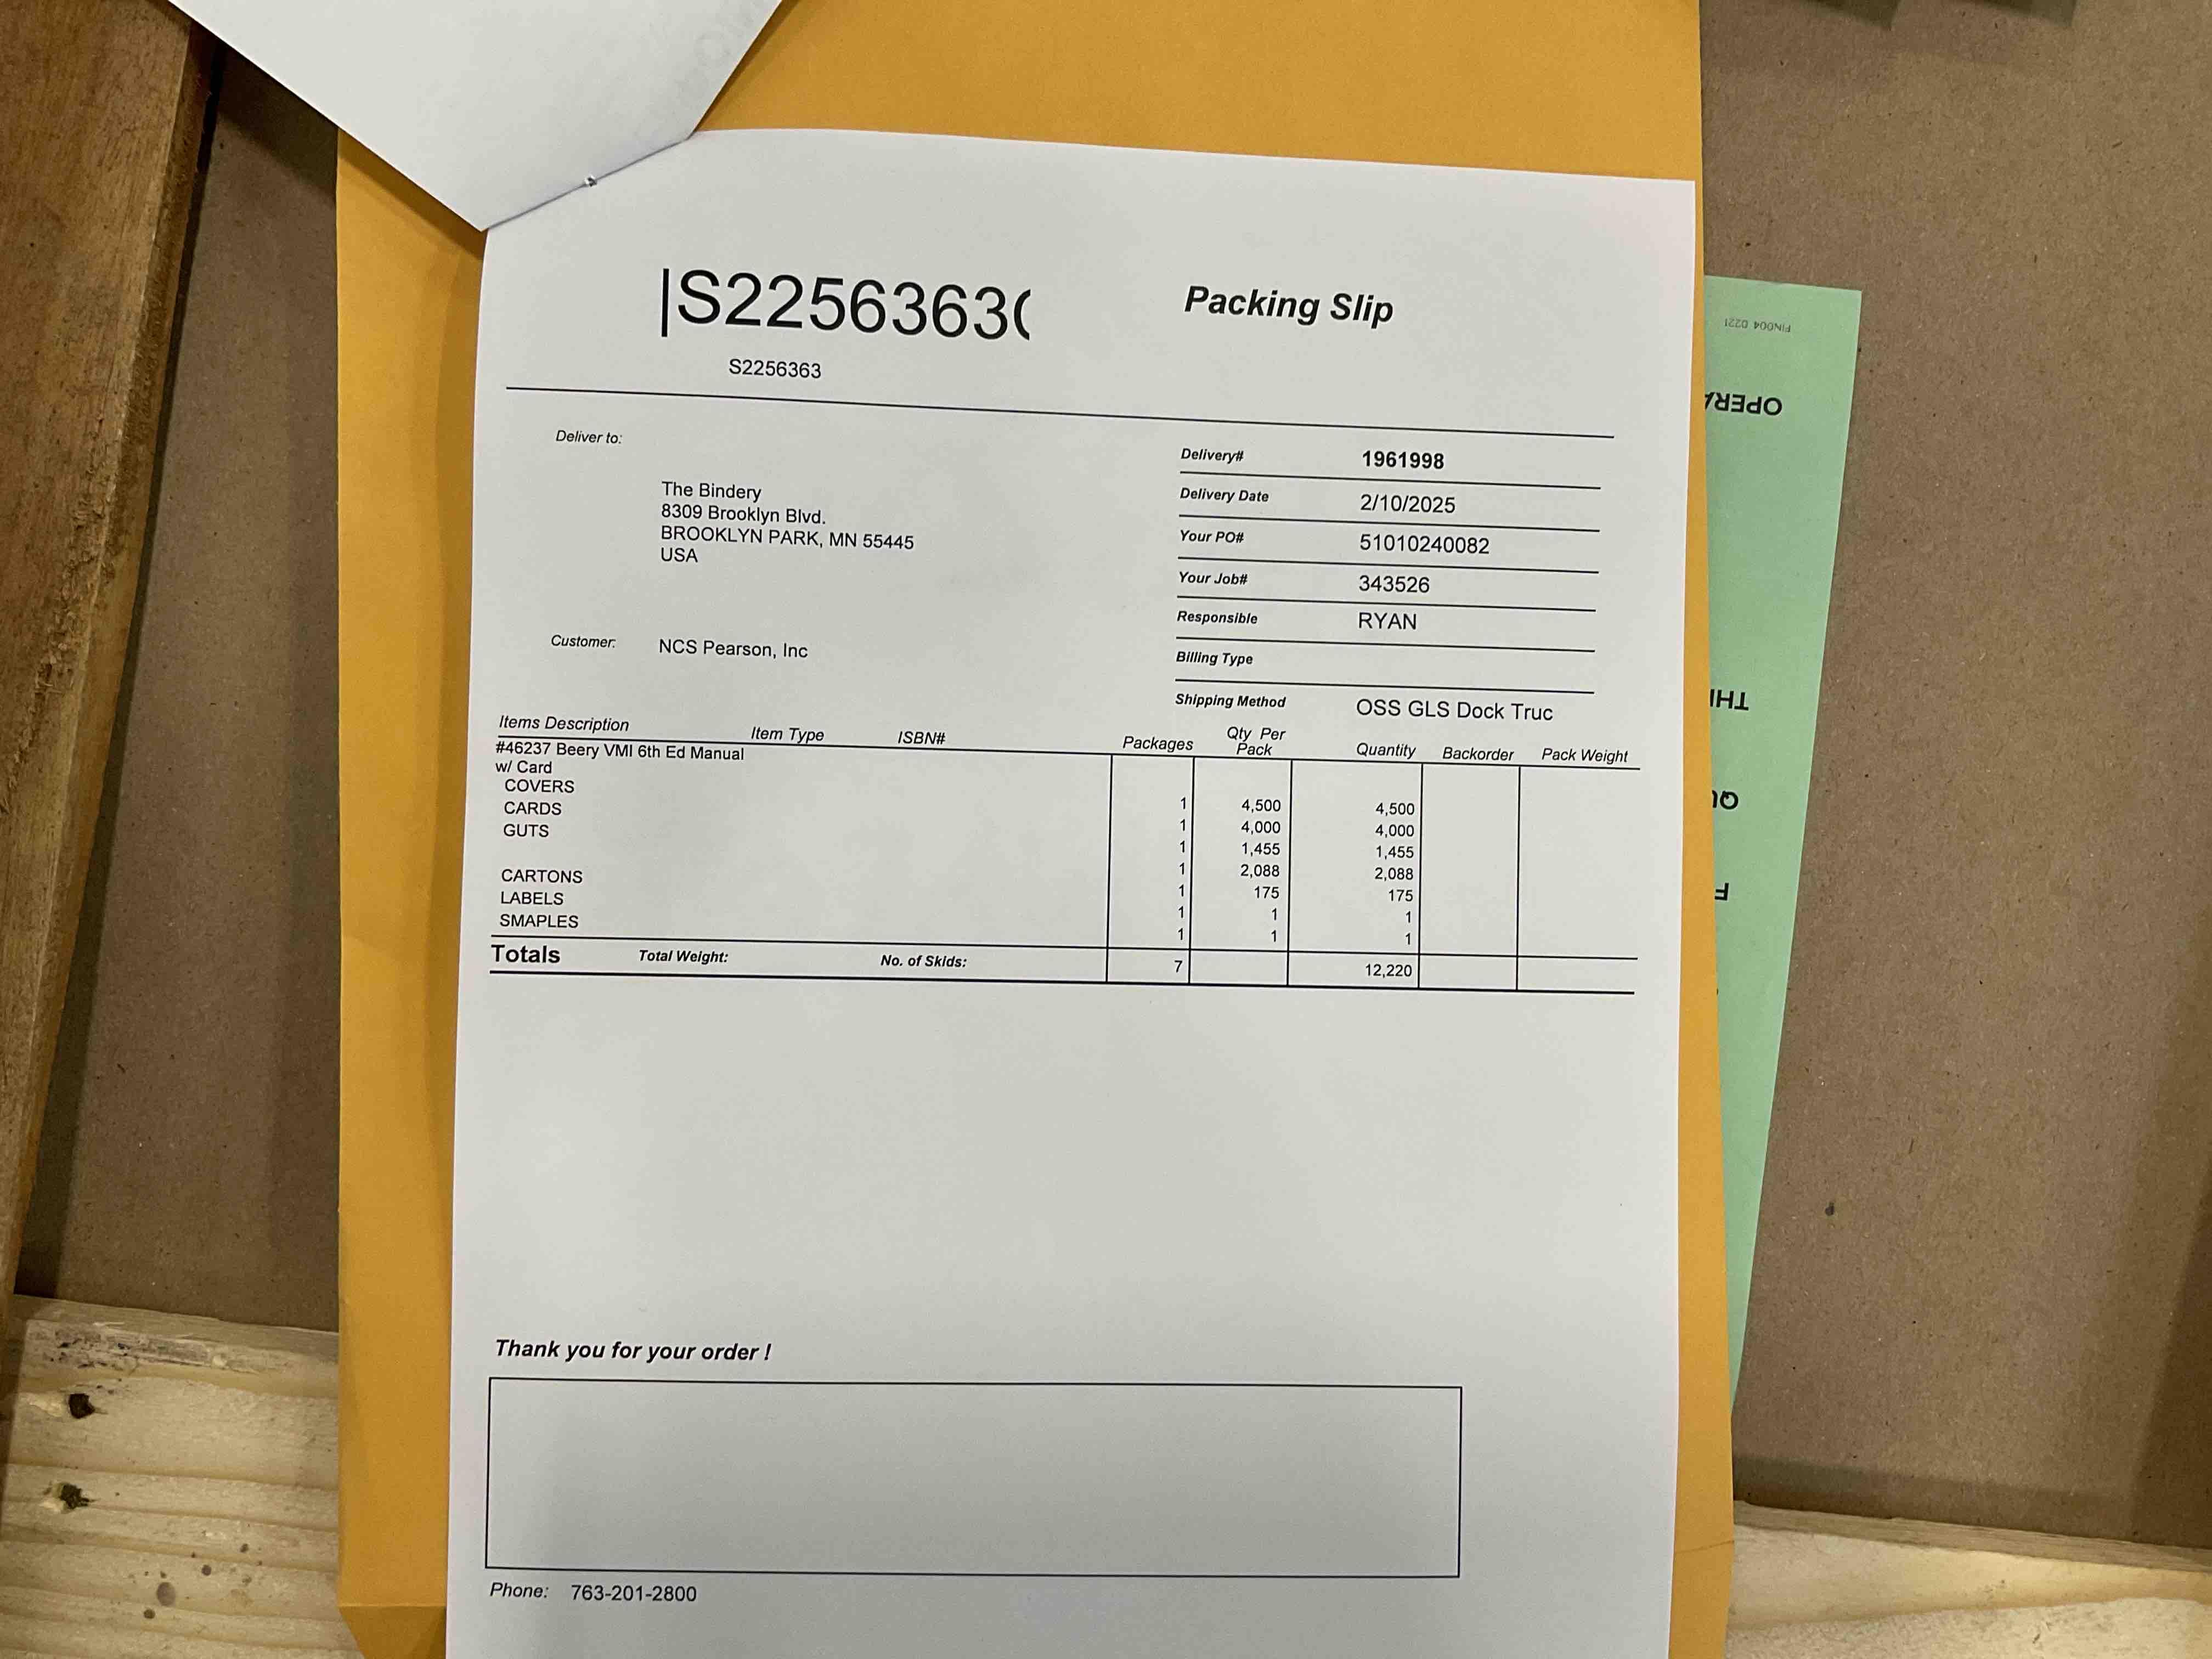 |S2256363(
Packing Slip
S2256363
Deliver to:
The Bindery
8309 Brooklyn Blvd.
BROOKLYN PARK, MN 55445
USA
Customer: NCS Pearson, Inc
Delivery# 1961998
Delivery Date 2/10/2025
Your PO# 51010240082
Your Job# 343526
Responsible RYAN
Billing Type
Shipping Method OSS GLS Dock Truc
Items Description Item Type ISBN# Packages Qty Per Pack Quantity Backorder Pack Weight
#46237 Beery VMI 6th Ed Manual
w/ Card
COVERS 1 4,500 4,500
CARDS 1 4,000 4,000
GUTS 1 1,455 1,455
1 2,088 2,088
CARTONS 1 175 175
LABELS 1 1 1
SMAPLES 1 1 1
Totals Total Weight: No. of Skids: 7 12,220
Thank you for your order !
Phone: 763-201-2800
FIN004 0221
OPERA
THI
QU
F